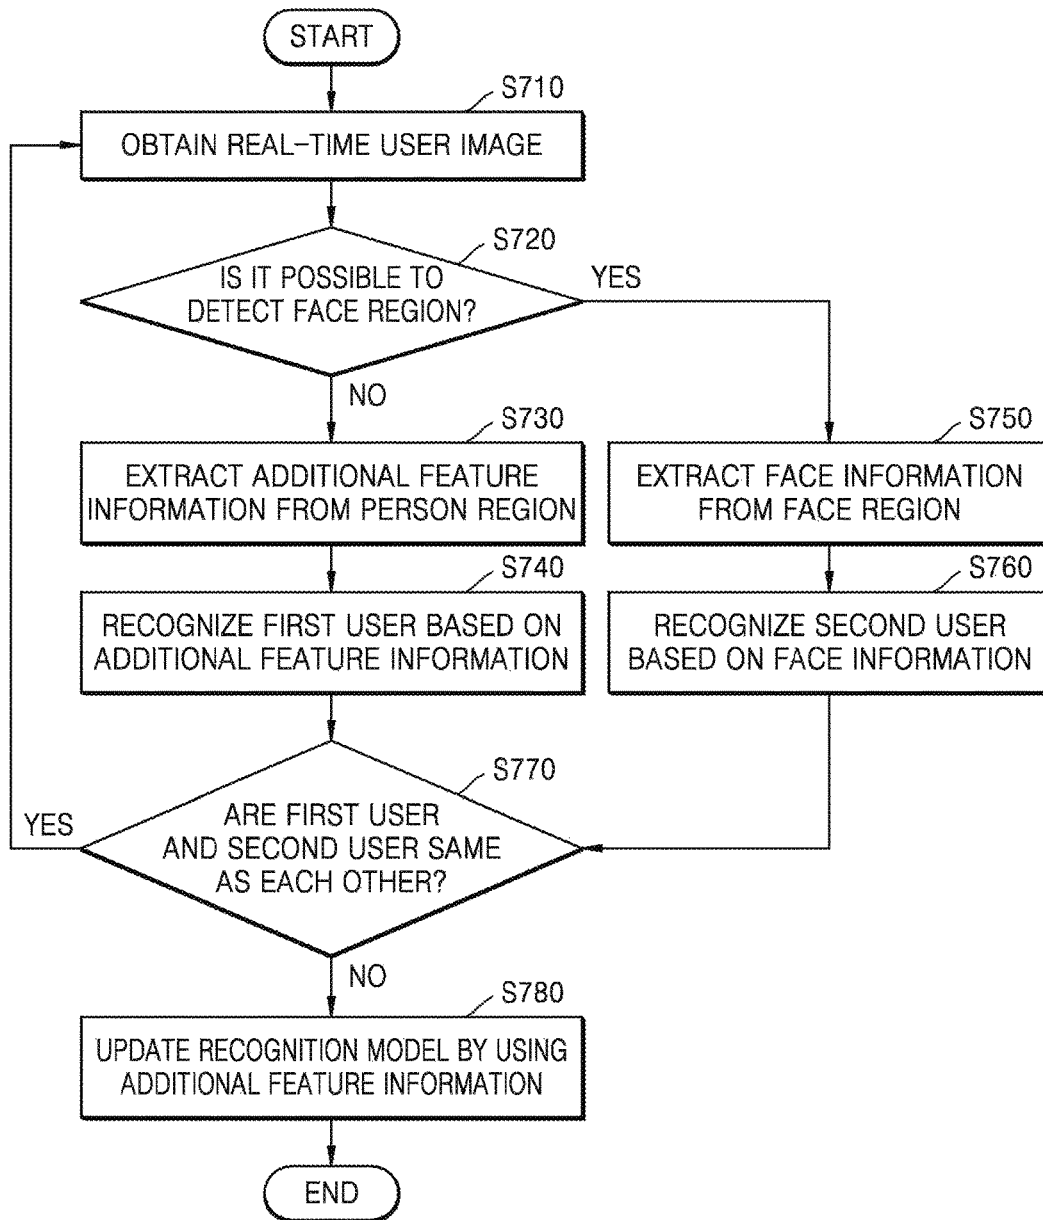 START
S710
OBTAIN REAL-TIME USER IMAGE
S720
IS IT POSSIBLE TO
DETECT FACE REGION?
YES
NO
S730
EXTRACT ADDITIONAL FEATURE
INFORMATION FROM PERSON REGION
S750
EXTRACT FACE INFORMATION
FROM FACE REGION
S740
RECOGNIZE FIRST USER BASED ON
ADDITIONAL FEATURE INFORMATION
S760
RECOGNIZE SECOND USER
BASED ON FACE INFORMATION
S770
YES
ARE FIRST USER
AND SECOND USER SAME
AS EACH OTHER?
NO
S780
UPDATE RECOGNITION MODEL BY USING
ADDITIONAL FEATURE INFORMATION
END